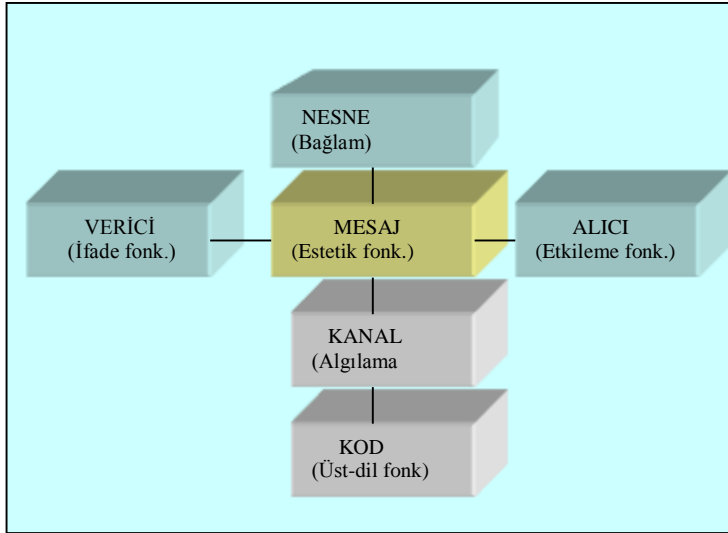 NESNE
(Bağlam)
VERİCİ
(İfade fonk.)
MESAJ
(Estetik fonk.)
ALICI
(Etkileme fonk.)
KANAL
(Algılama
KOD
(Üst-dil fonk)